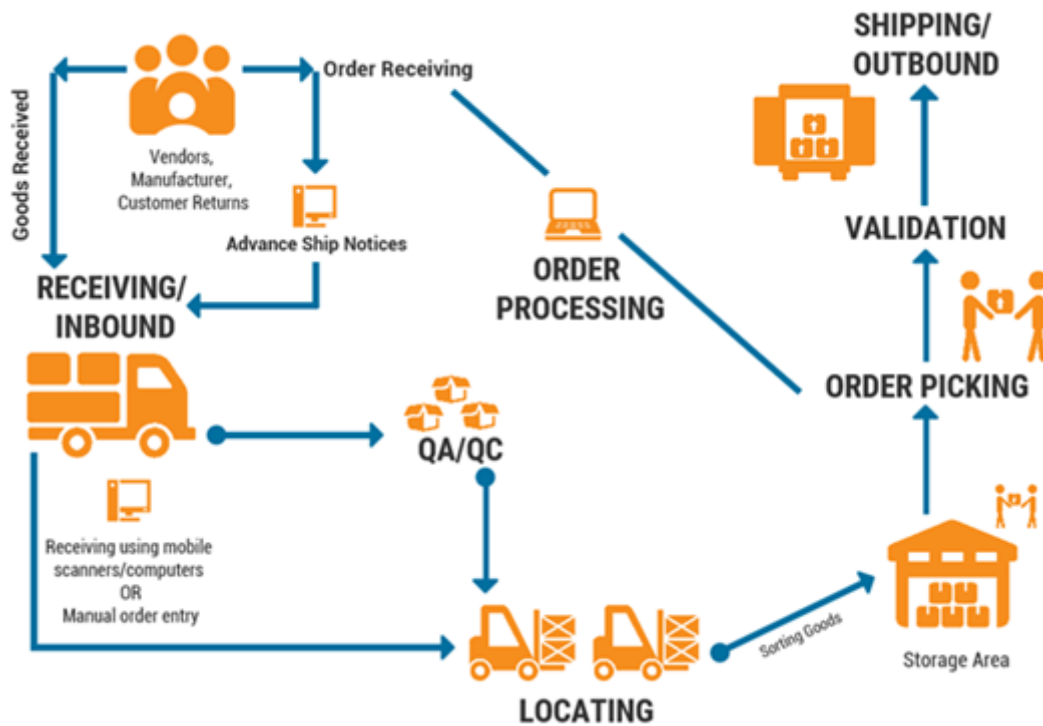 Goods Received
Vendors,
Manufacturer,
Customer Returns
Order Receiving
Advance Ship Notices
RECEIVING/
INBOUND
Receiving using mobile
scanners/computers
OR
Manual order entry
QA/QC
LOCATING
Sorting Goods
Storage Area
ORDER
PROCESSING
ORDER PICKING
VALIDATION
SHIPPING/
OUTBOUND